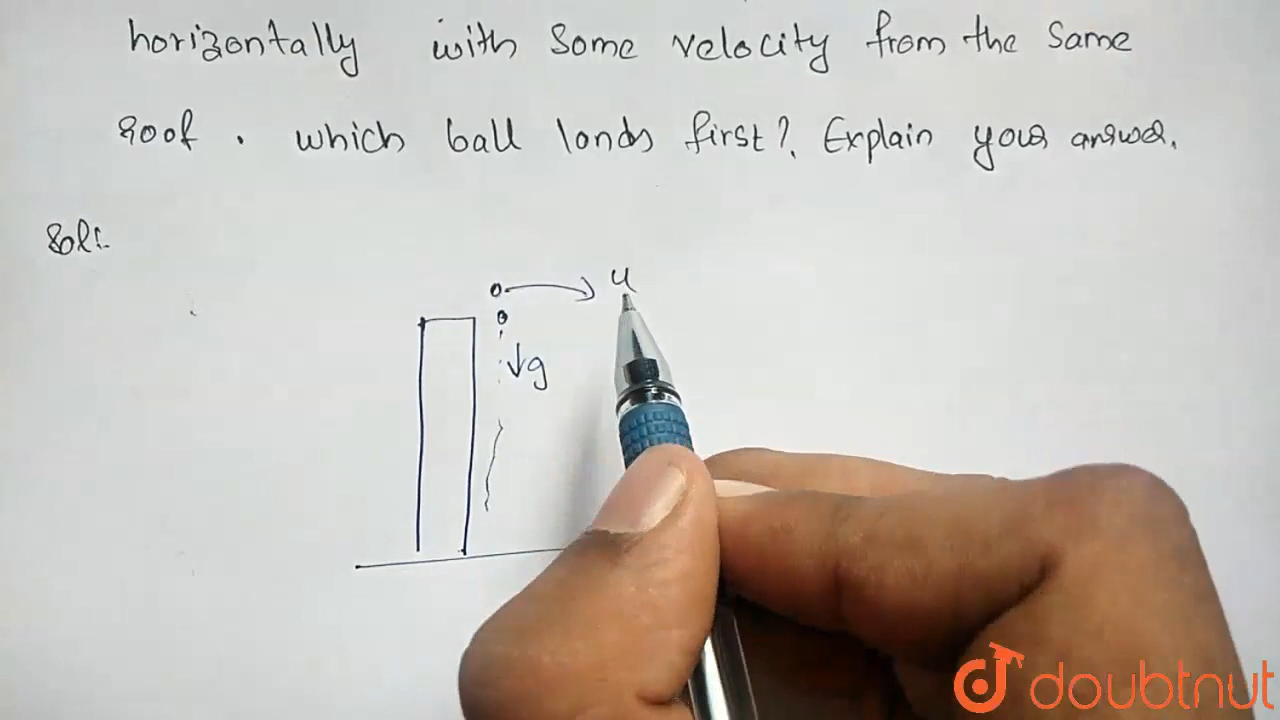 horizontally with some velocity from the same
roof. which ball lands first? Explain your answer.
Sol:
u
g
doubtnut